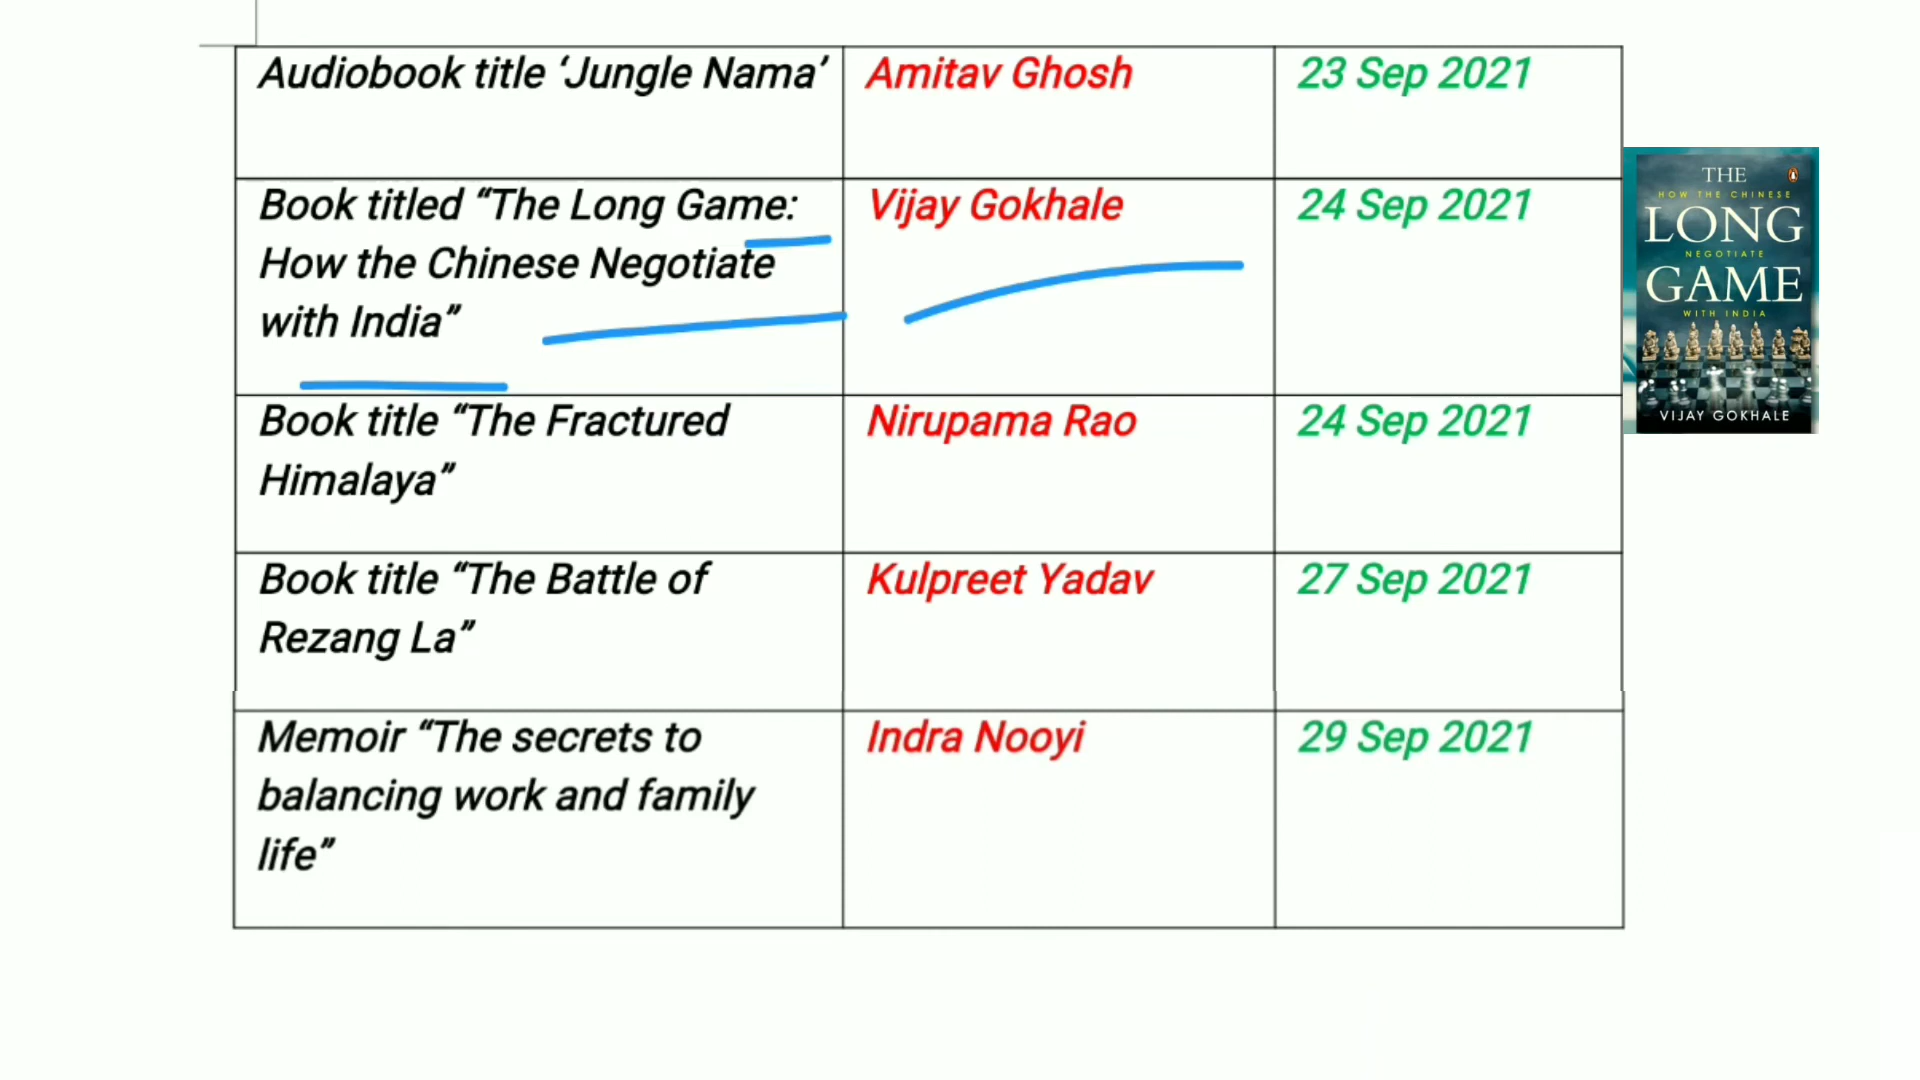 Audiobook title ‘Jungle Nama’
Amitav Ghosh
23 Sep 2021
Book titled “The Long Game:
How the Chinese Negotiate
with India”
Vijay Gokhale
24 Sep 2021
Book title “The Fractured
Himalaya”
Nirupama Rao
24 Sep 2021
Book title “The Battle of
Rezang La”
Kulpreet Yadav
27 Sep 2021
Memoir “The secrets to
balancing work and family
life”
Indra Nooyi
29 Sep 2021
THE
HOW THE CHINESE
LONG
NEGOTIATE
GAME
WITH INDIA
VIJAY GOKHALE